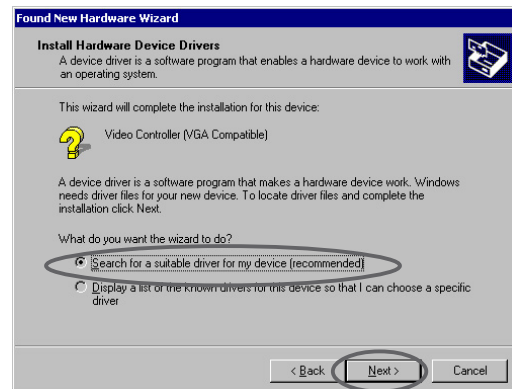 Found New Hardware Wizard
Install Hardware Device Drivers
A device driver is a software program that enables a hardware device to work with
an operating system.
This wizard will complete the installation for this device:
Video Controller (VGA Compatible)
A device driver is a software program that makes a hardware device work. Windows
needs driver files for your new device. To locate driver files and complete the
installation click Next.
What do you want the wizard to do?
Search for a suitable driver for my device (recommended)
Display a list of the known drivers for this device so that I can choose a specific
driver
< Back
Next >
Cancel